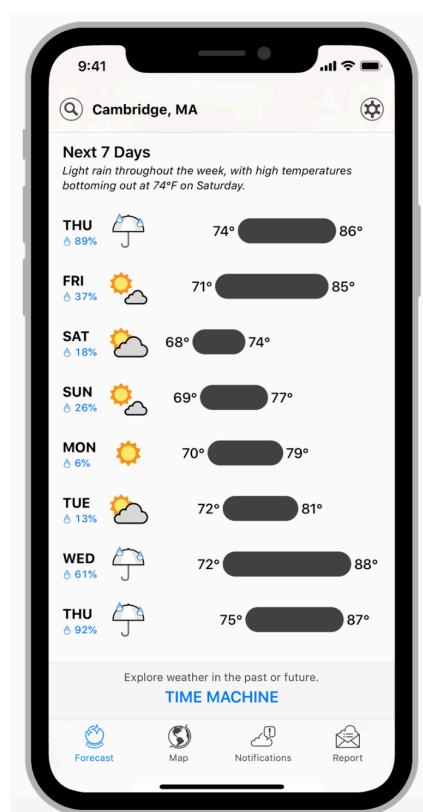 9:41
Cambridge, MA
Next 7 Days
Light rain throughout the week, with high temperatures
bottoming out at 74°F on Saturday.
THU 74° 86°
89%
FRI 71° 85°
37%
SAT 68° 74°
18%
SUN 69° 77°
26%
MON 70° 79°
6%
TUE 72° 81°
13%
WED 72° 88°
61%
THU 75° 87°
92%
Explore weather in the past or future.
TIME MACHINE
Forecast Map Notifications Report